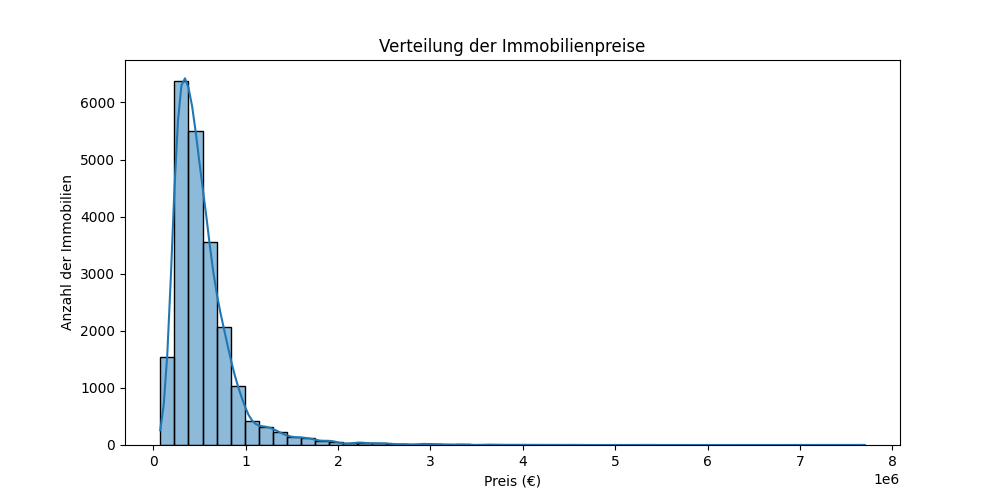 Verteilung der Immobilienpreise
Anzahl der Immobilien
6000
5000
4000
3000
2000
1000
0
0 1 2 3 4 5 6 7 8
1e6
Preis (€)